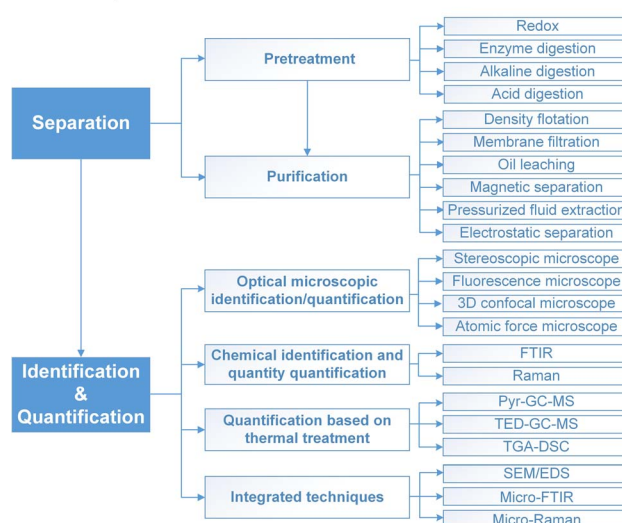 Separation
Pretreatment
Redox
Enzyme digestion
Alkaline digestion
Acid digestion
Purification
Density flotation
Membrane filtration
Oil leaching
Magnetic separation
Pressurized fluid extraction
Electrostatic separation
Identification
&
Quantification
Optical microscopic
identification/quantification
Stereoscopic microscope
Fluorescence microscope
3D confocal microscope
Atomic force microscope
Chemical identification and
quantity quantification
FTIR
Raman
Quantification based on
thermal treatment
Pyr-GC-MS
TED-GC-MS
TGA-DSC
Integrated techniques
SEM/EDS
Micro-FTIR
Micro-Raman